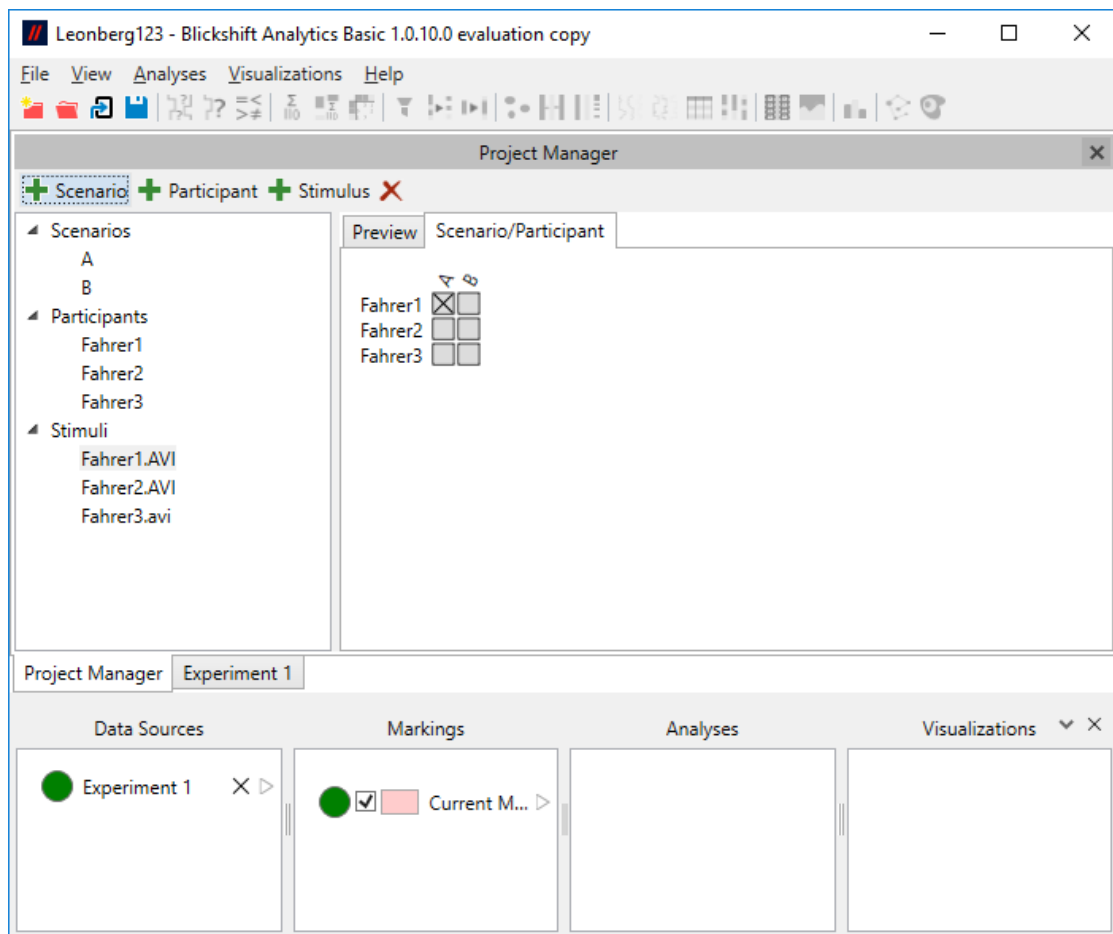 Leonberg123 - Blickshift Analytics Basic 1.0.10.0 evaluation copy
File View Analyses Visualizations Help
Project Manager
Scenario Participant Stimulus
Scenarios
A
B
Participants
Fahrer1
Fahrer2
Fahrer3
Stimuli
Fahrer1.AVI
Fahrer2.AVI
Fahrer3.avi
Preview Scenario/Participant
A B
Fahrer1
Fahrer2
Fahrer3
Project Manager Experiment 1
Data Sources Markings Analyses Visualizations
Experiment 1
Current M...